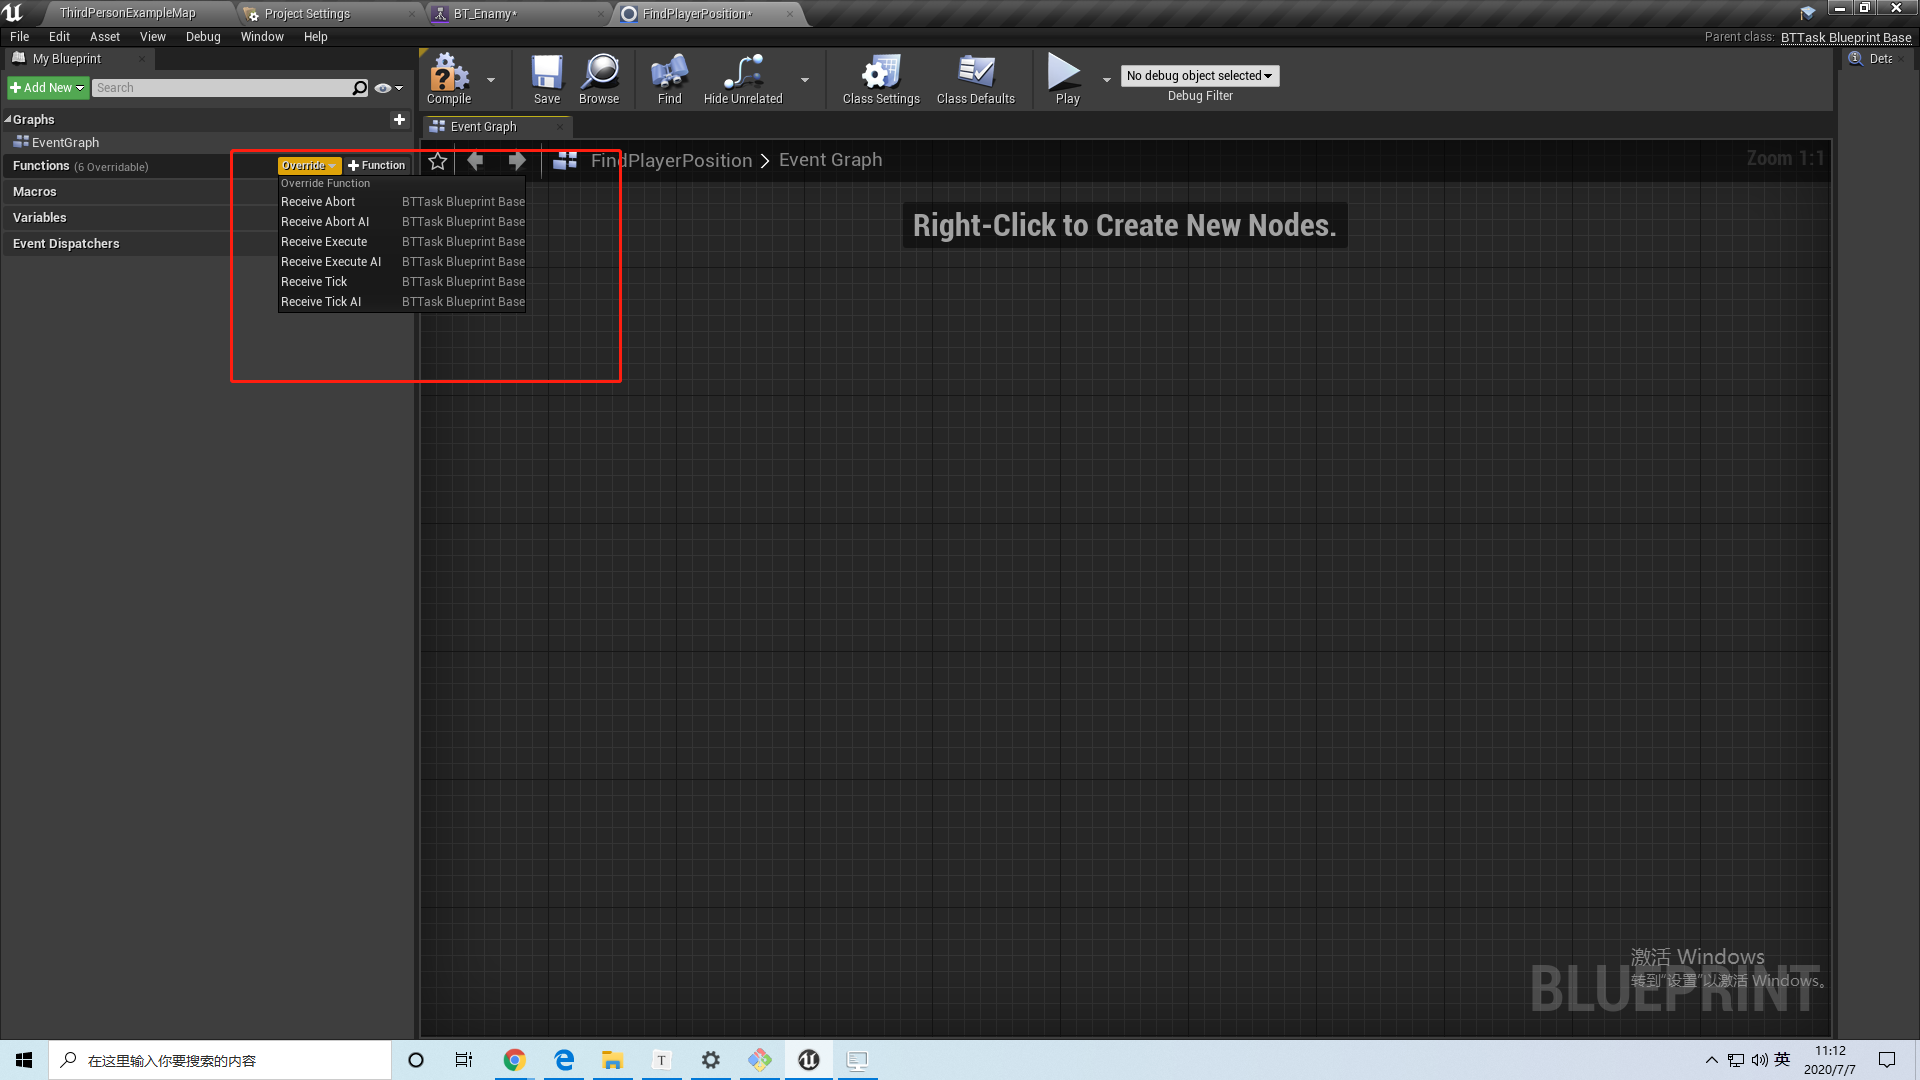 ThirdPersonExampleMap
Project Settings
BT_Enamy*
FindPlayerPosition*
File Edit Asset View Debug Window Help
Parent class: BTTask Blueprint Base
My Blueprint
Deta
Add New
Search
Compile
Save
Browse
Find
Hide Unrelated
Class Settings
Class Defaults
Play
No debug object selected
Debug Filter
Graphs
EventGraph
Functions (6 Overridable)
Override
Function
Macros
Variables
Event Dispatchers
Override Function
Receive Abort BTTask Blueprint Base
Receive Abort AI BTTask Blueprint Base
Receive Execute BTTask Blueprint Base
Receive Execute AI BTTask Blueprint Base
Receive Tick BTTask Blueprint Base
Receive Tick AI BTTask Blueprint Base
Event Graph
FindPlayerPosition > Event Graph
Zoom 1:1
Right-Click to Create New Nodes.
激活 Windows
转到"设置"以激活 Windows。
BLUEPRINT
在这里输入你要搜索的内容
T
英
11:12
2020/7/7